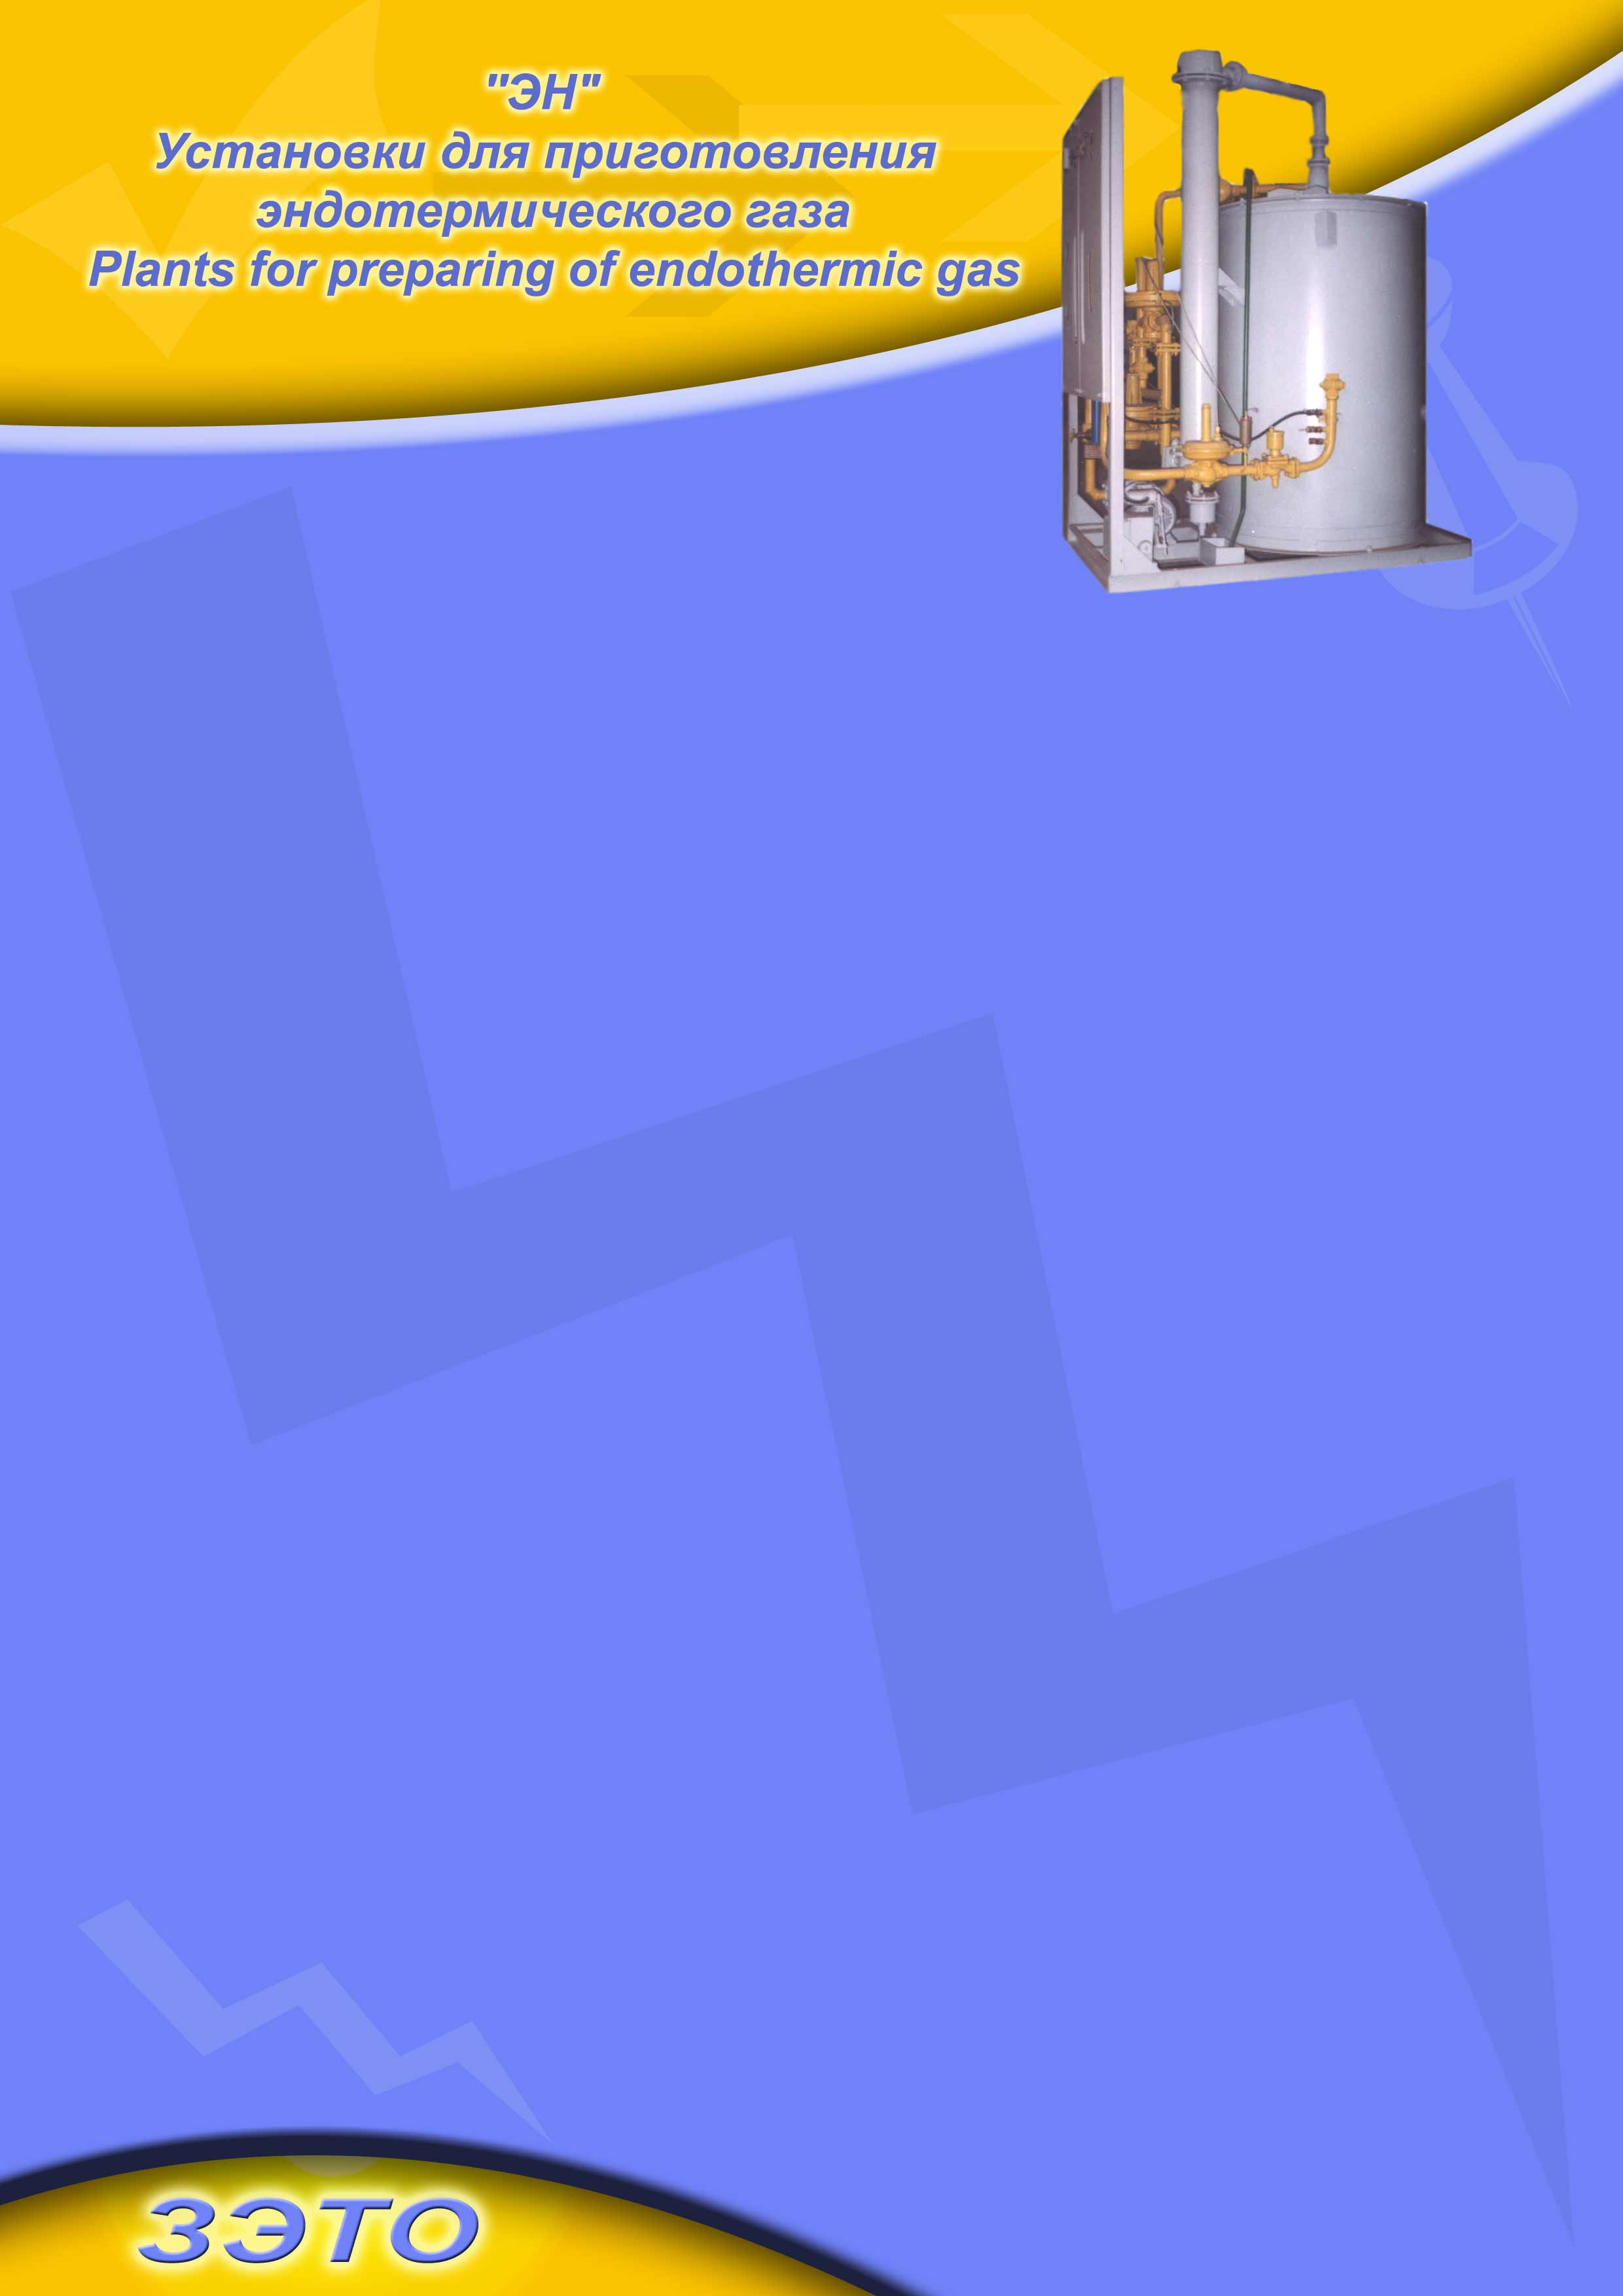 "ЭН"
Установки для приготовления
эндотермического газа
Plants for preparing of endothermic gas
ЗЭТО